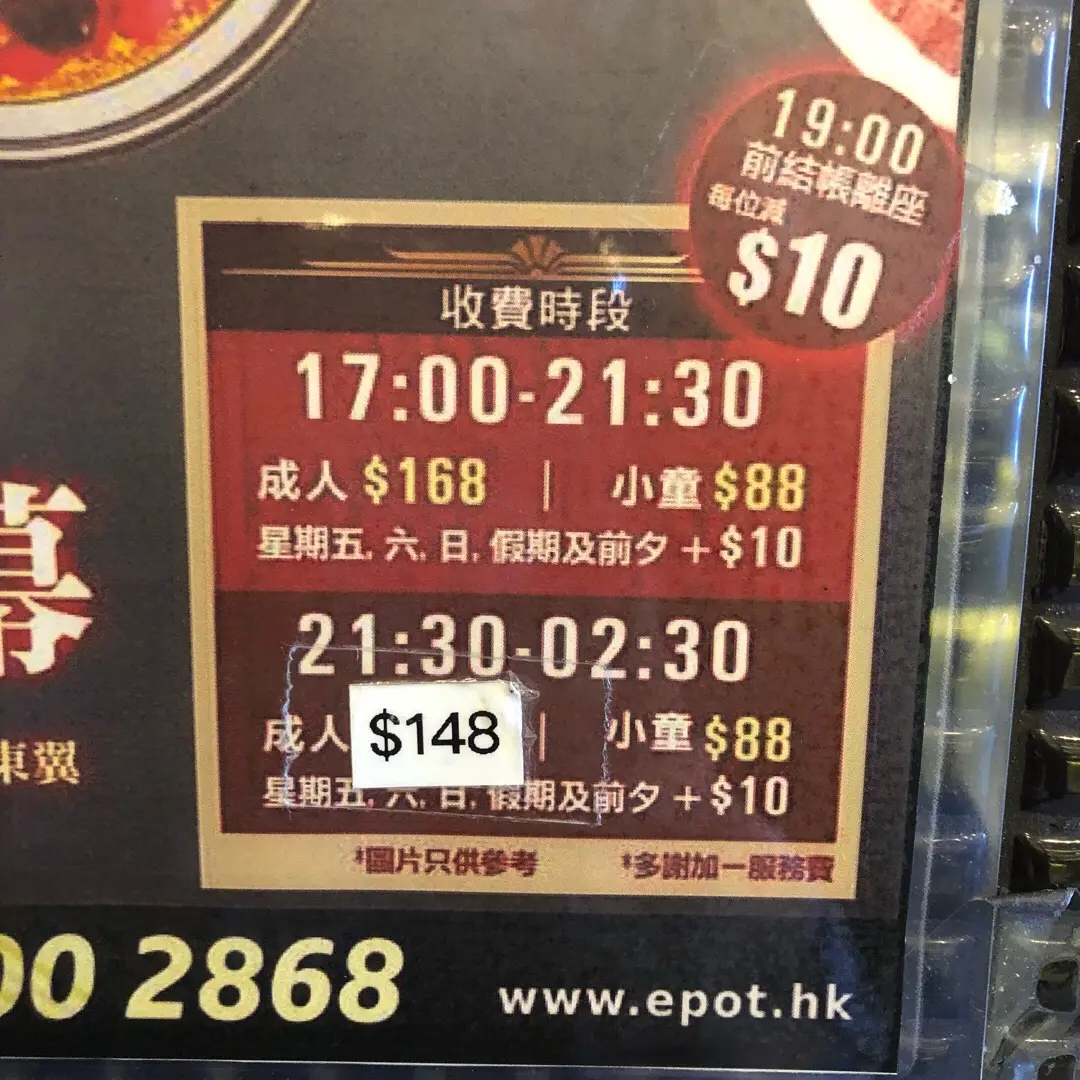 19:00
前結帳離座
每位減
$10
收費時段
17:00-21:30
成人 $168 | 小童 $88
星期五, 六, 日, 假期及前夕 + $10
21:30-02:30
成人 $148 | 小童 $88
星期五, 六, 日, 假期及前夕 + $10
*圖片只供參考 *多謝加一服務費
幕
東翼
00 2868 www.epot.hk